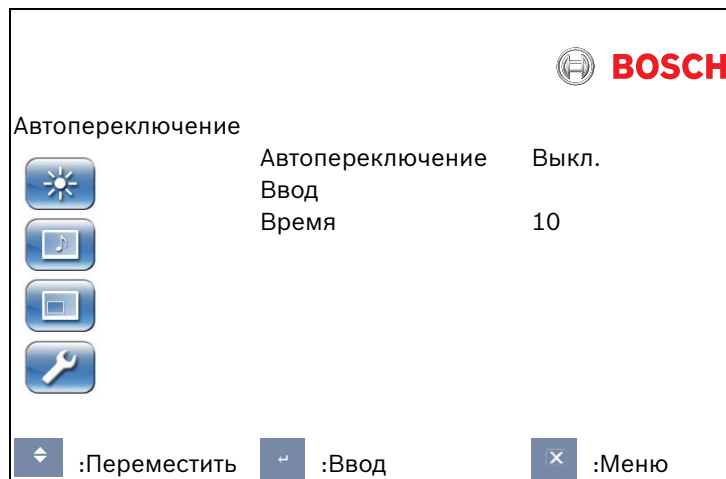 BOSCH
Автопереключение
Автопереключение Выкл.
Ввод
Время 10
:Переместить :Ввод :Меню